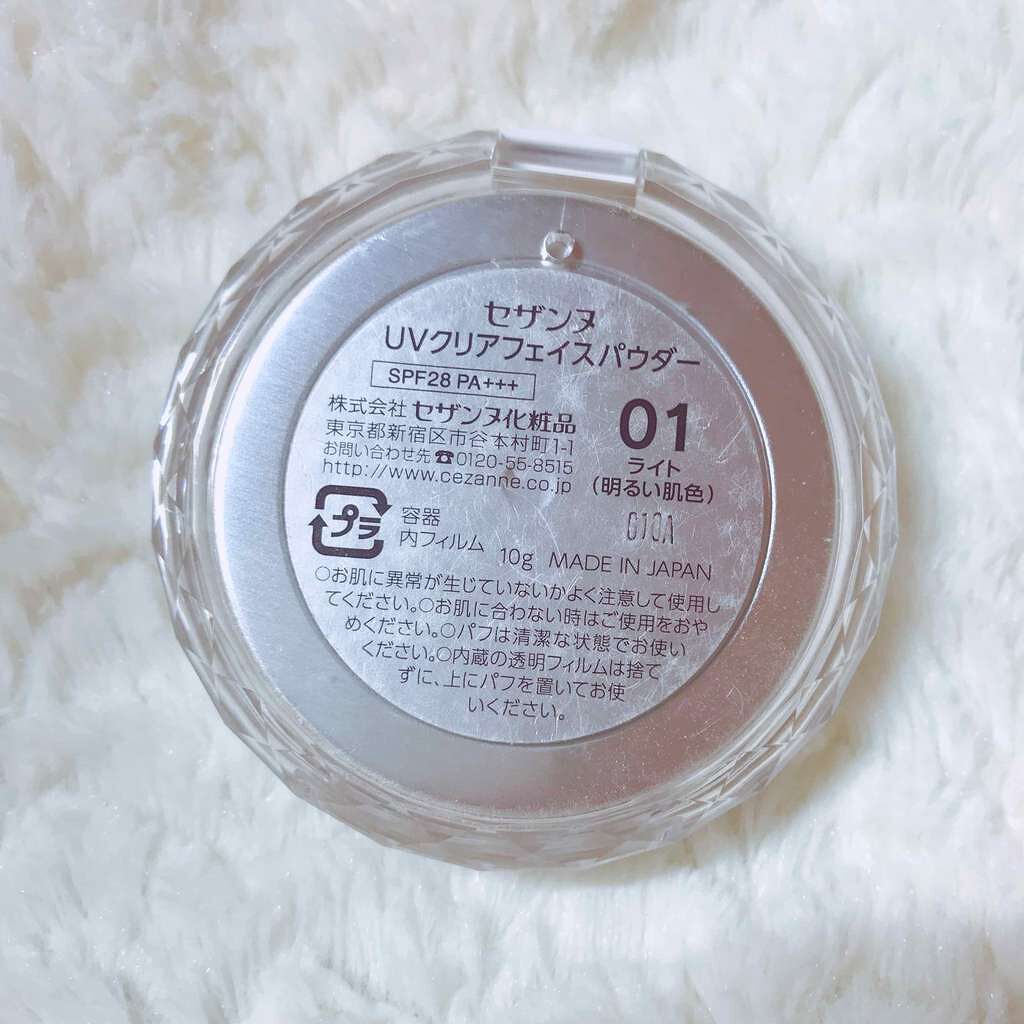 セザンヌ
UVクリアフェイスパウダー
SPF28 PA+++
株式会社 セザンヌ化粧品
東京都新宿区市谷本村町1-1
お問い合わせ先☎0120-55-8515
http://www.cezanne.co.jp
01
ライト
(明るい肌色)
プラ
容器
内フィルム
10g MADE IN JAPAN
○お肌に異常が生じていないかよく注意して使用し
てください。○お肌に合わない時はご使用をおや
めください。○パフは清潔な状態でお使い
ください。○内蔵の透明フィルムは捨て
ずに、上にパフを置いてお使
いください。